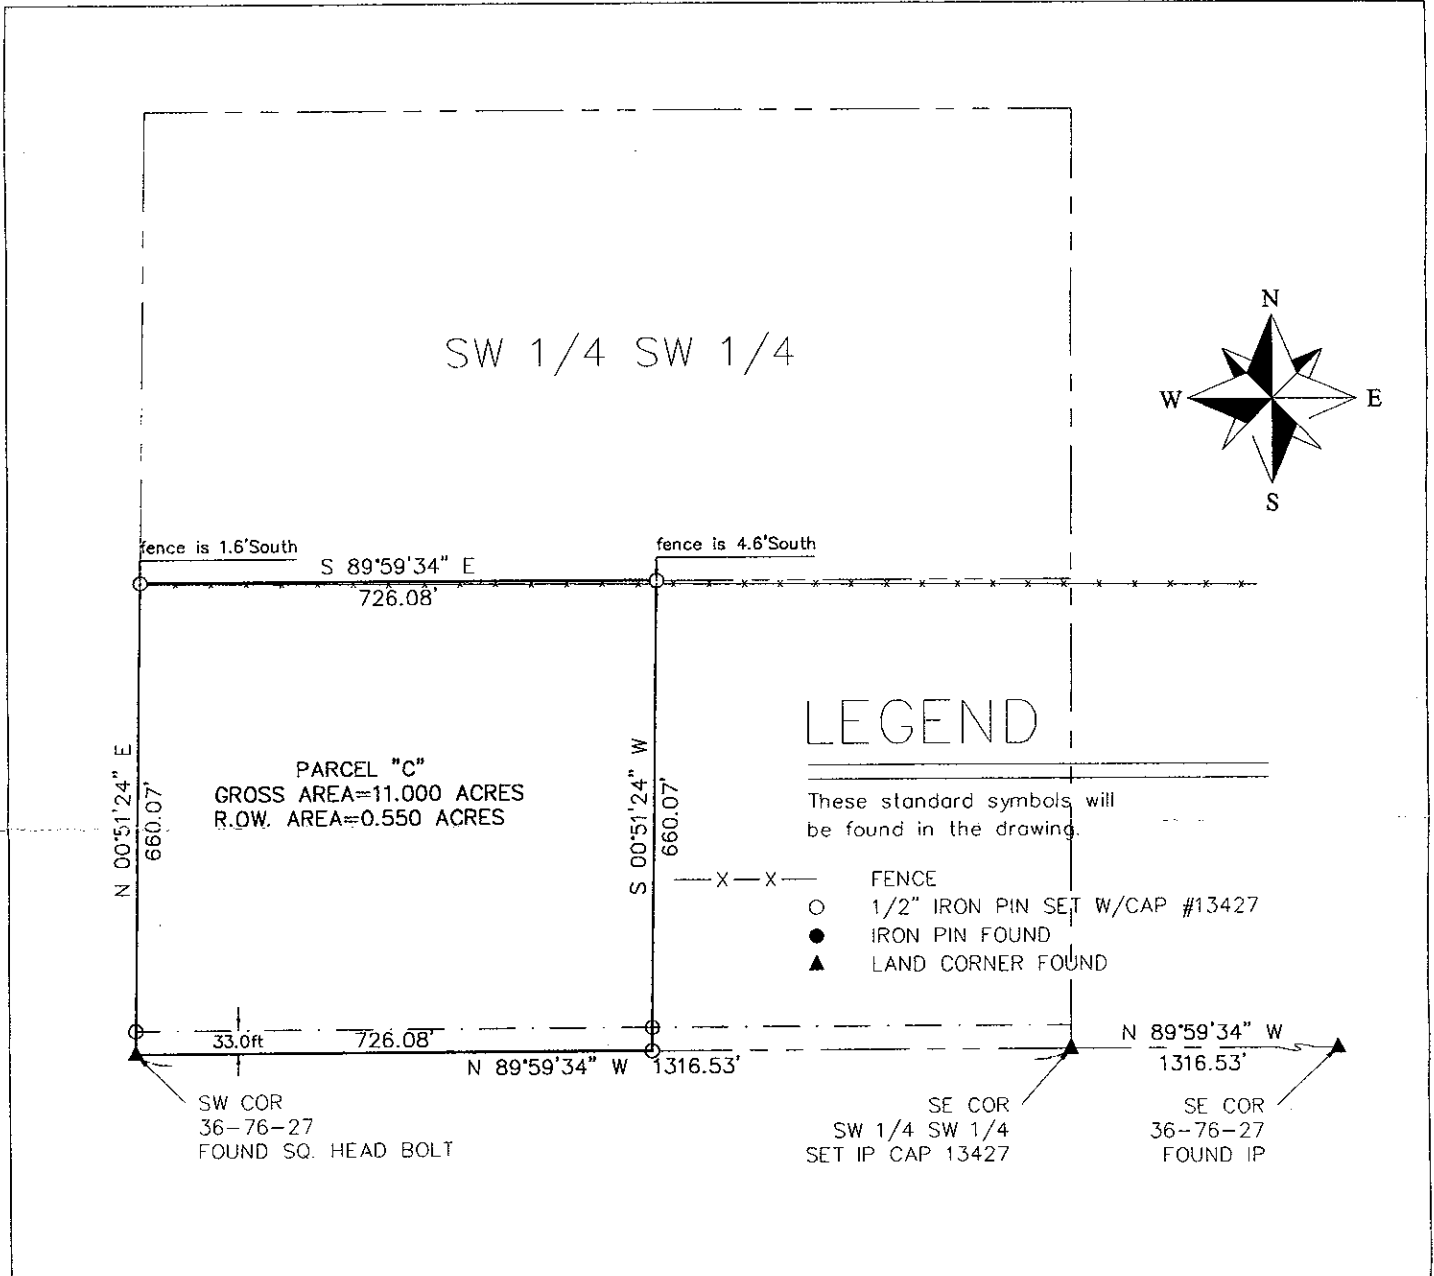 SW 1/4 SW 1/4
N
W
E
S
fence is 1.6'South
fence is 4.6'South
S 89°59'34" E
726.08'
N 00°51'24" E
660.07'
PARCEL "C"
GROSS AREA=11.000 ACRES
R.O.W. AREA=0.550 ACRES
S 00°51'24" W
660.07'
LEGEND
These standard symbols will
be found in the drawing.
X X FENCE
1/2" IRON PIN SET W/CAP #13427
IRON PIN FOUND
LAND CORNER FOUND
33.0ft
726.08'
N 89°59'34" W 1316.53'
N 89°59'34" W
1316.53'
SW COR
36-76-27
FOUND SQ. HEAD BOLT
SE COR
SW 1/4 SW 1/4
SET IP CAP 13427
SE COR
36-76-27
FOUND IP